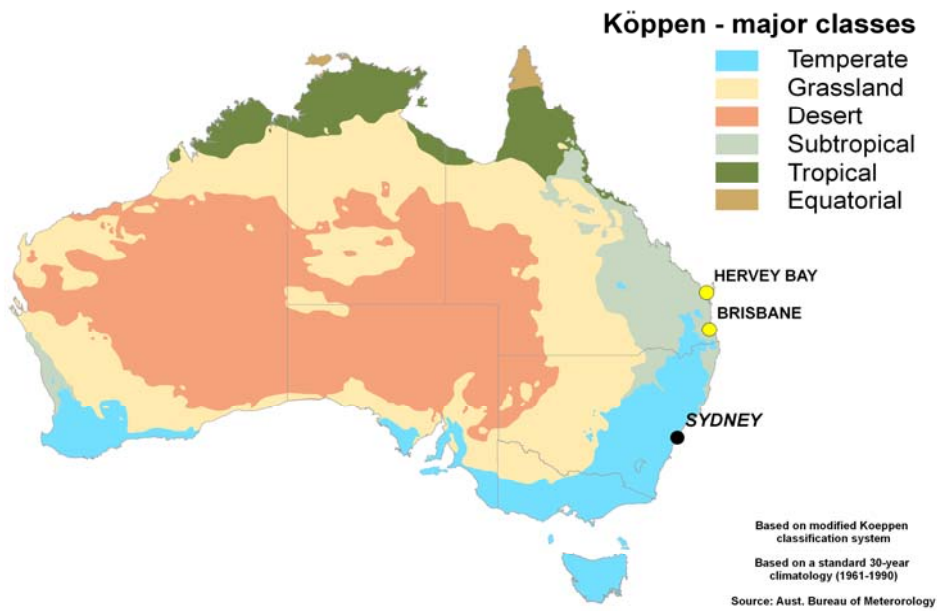 Köppen - major classes
Temperate
Grassland
Desert
Subtropical
Tropical
Equatorial
HERVEY BAY
BRISBANE
SYDNEY
Based on modified Koeppen
classification system
Based on a standard 30-year
climatology (1961-1990)
Source: Aust. Bureau of Meterorology